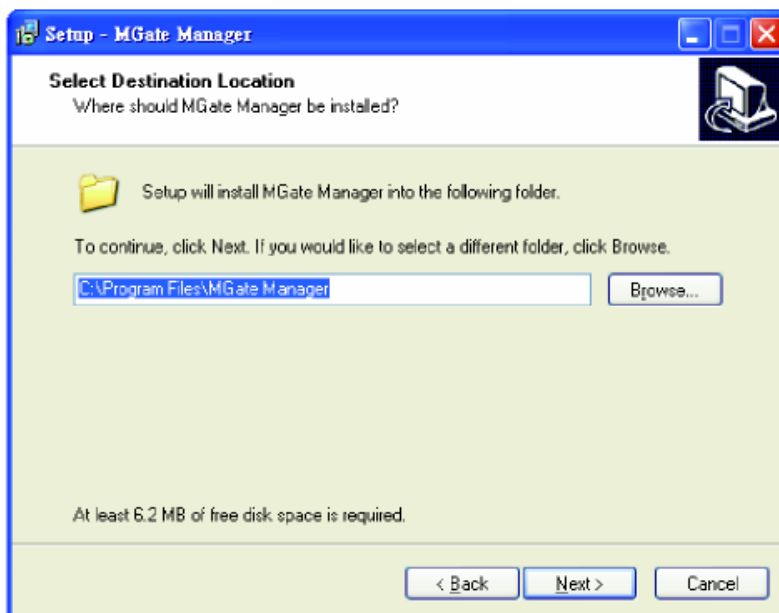 Setup - MGate Manager
Select Destination Location
Where should MGate Manager be installed?
Setup will install MGate Manager into the following folder.
To continue, click Next. If you would like to select a different folder, click Browse.
C:\Program Files\MGate Manager
Browse...
At least 6.2 MB of free disk space is required.
< Back
Next >
Cancel